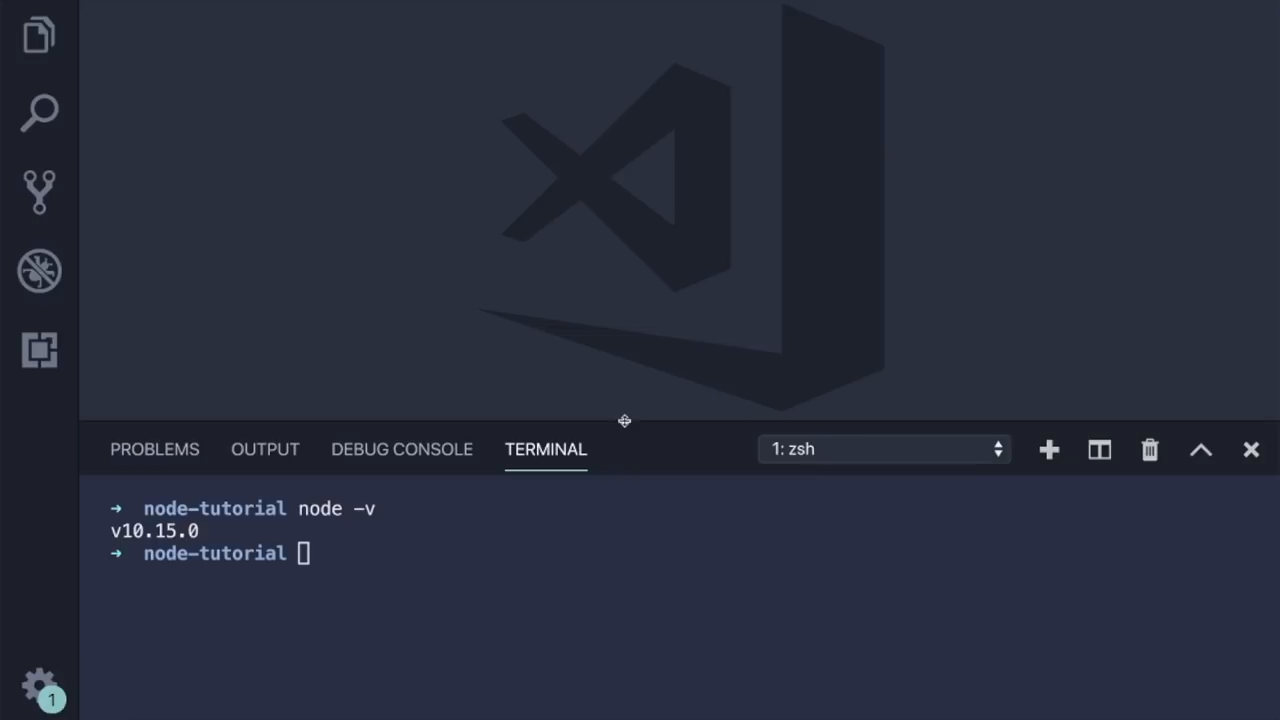 PROBLEMS OUTPUT DEBUG CONSOLE TERMINAL 1: zsh
➜ node-tutorial node -v
v10.15.0
➜ node-tutorial
1